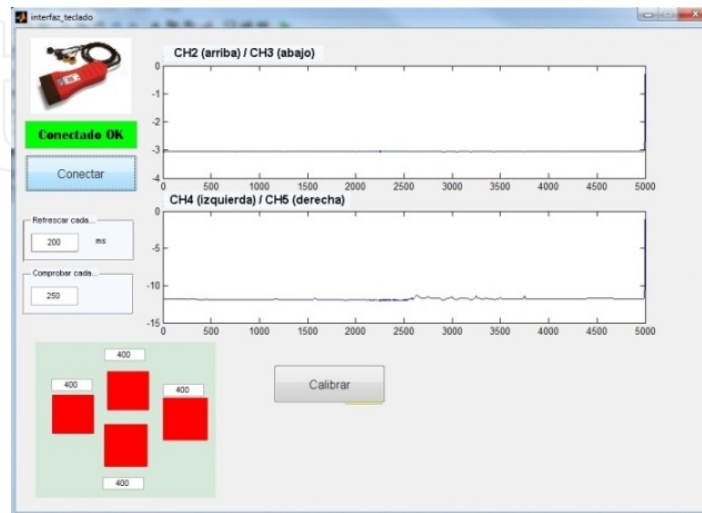 interfaz_teclado
CH2 (arriba) / CH3 (abajo)
0
-1
-2
-3
-4
0 500 1000 1500 2000 2500 3000 3500 4000 4500 5000
Conectado OK
Conectar
CH4 (izquierda) / CH5 (derecha)
0
-5
-10
-15
0 500 1000 1500 2000 2500 3000 3500 4000 4500 5000
Refrescar cada...
200 ms
Comprobar cada...
250
400
400
400
400
Calibrar